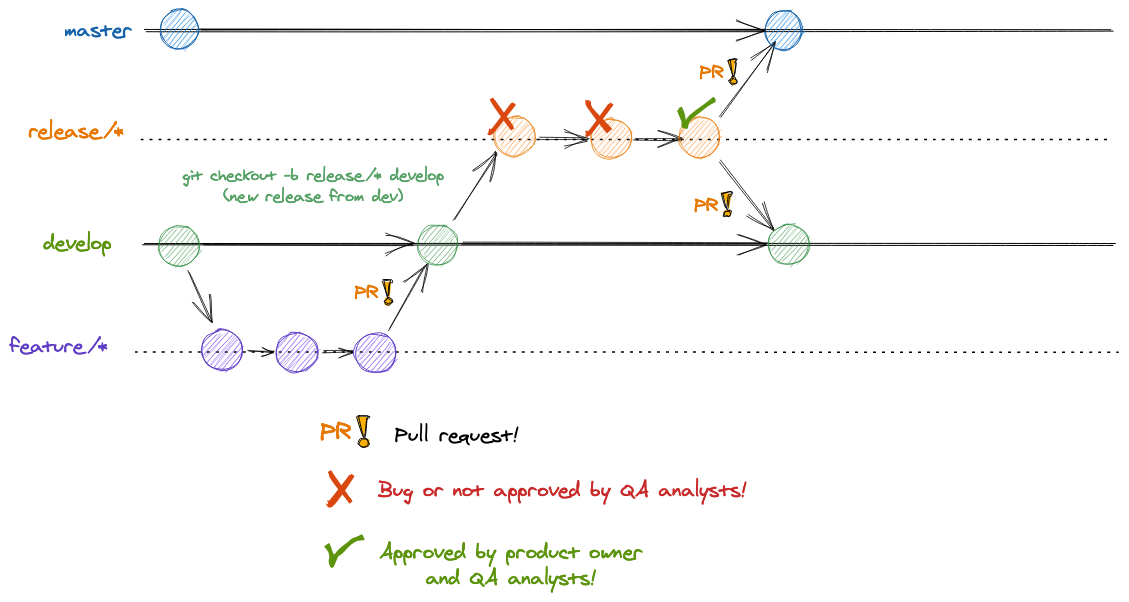 master
PR!
release/*
git checkout -b release/* develop
(new release from dev)
PR!
develop
PR!
feature/*
PR! Pull request!
Bug or not approved by QA analysts!
Approved by product owner
and QA analysts!